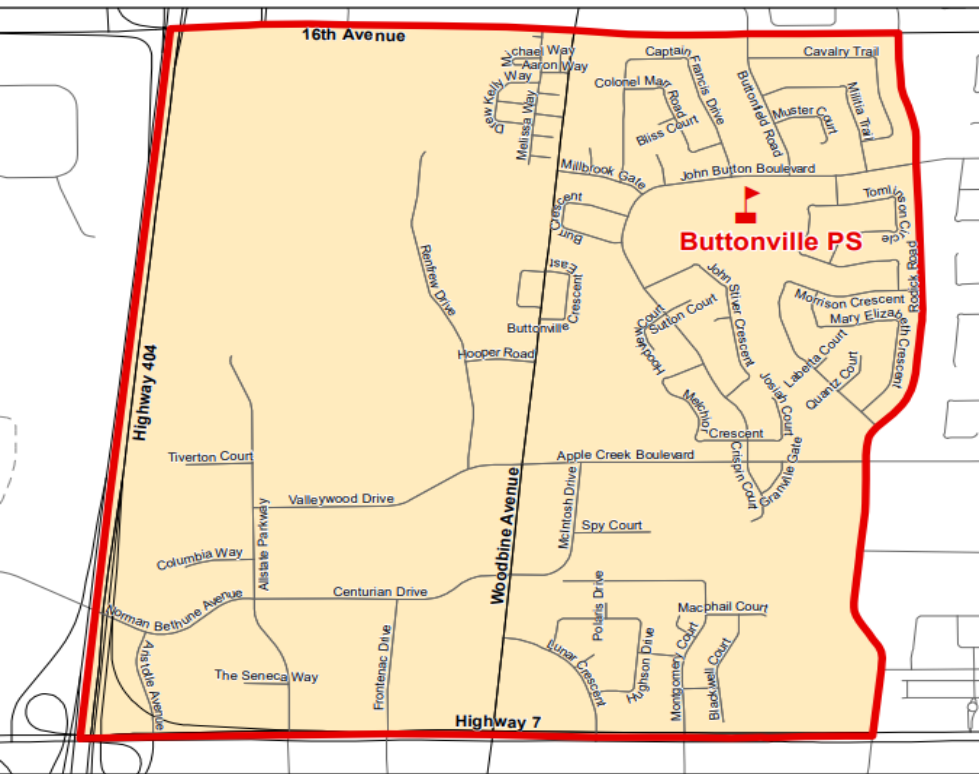 16th Avenue
Michael Way
Aaron Way
Drew Kelly Way
Melissa Way
Captain
Francis Drive
Colonel Marr
Road
Bliss Court
Cavalry Trail
Buttonfield Road
Muster Court
Militia Trail
Millbrook Gate
John Button Boulevard
Burr Crescent
Tomlinson Circle
Buttonville PS
Rodick Road
East
Buttonville Crescent
Renfrew Drive
Hooper Road
John Stiver Crescent
Sutton Court
Hoodview Court
Morrison Crescent
Mary Elizabeth Crescent
Laberta Court
Quantz Court
Josiah Court
Melchior
Crescent
Crispin Court
Granville Gate
Highway 404
Tiverton Court
Apple Creek Boulevard
Valleywood Drive
Allstate Parkway
Woodbine Avenue
McIntosh Drive
Spy Court
Columbia Way
Norman Bethune Avenue
Centurian Drive
Polaris Drive
Macphail Court
Aristotle Avenue
The Seneca Way
Frontenac Drive
Lunar Crescent
Hughson Drive
Montgomery Court
Blackwell Court
Highway 7